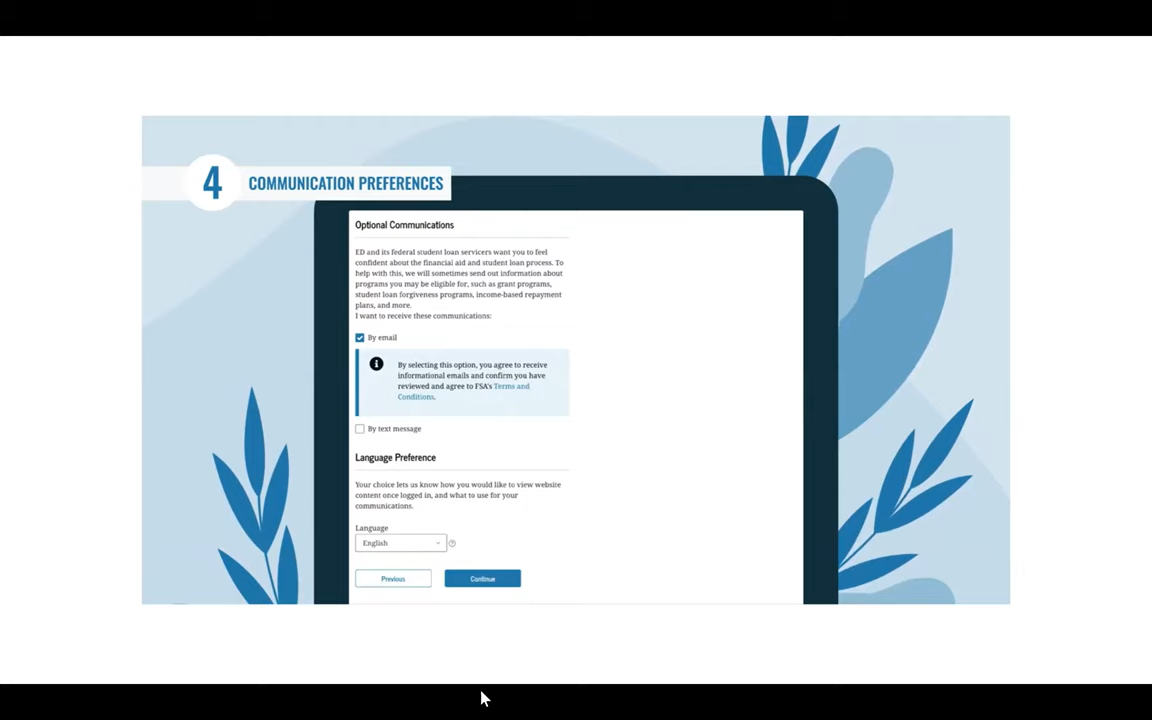 4
COMMUNICATION PREFERENCES
Optional Communications
ED and its federal student loan servicers want you to feel
confident about the financial aid and student loan process. To
help with this, we will sometimes send out information about
programs you may be eligible for, such as grant programs,
student loan forgiveness programs, income-based repayment
plans, and more.
I want to receive these communications:
By email
By selecting this option, you agree to receive
informational emails and confirm you have
reviewed and agree to FSA's Terms and
Conditions.
By text message
Language Preference
Your choice lets us know how you would like to view website
content once logged in, and what to use for your
communications.
Language
English
Previous
Continue